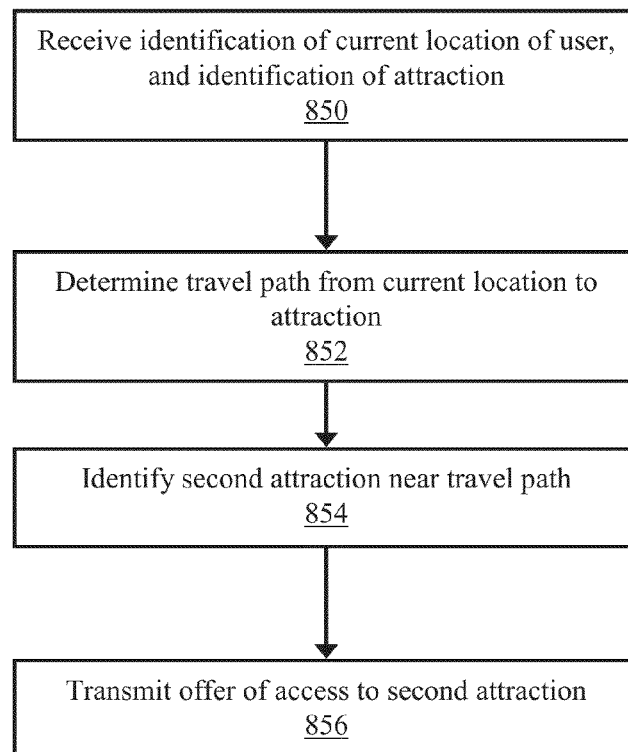 Receive identification of current location of user,
and identification of attraction
850
Determine travel path from current location to
attraction
852
Identify second attraction near travel path
854
Transmit offer of access to second attraction
856